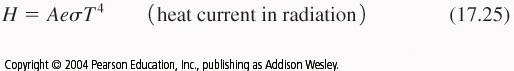 H = AeσT⁴ (heat current in radiation) (17.25)
Copyright © 2004 Pearson Education, Inc., publishing as Addison Wesley.